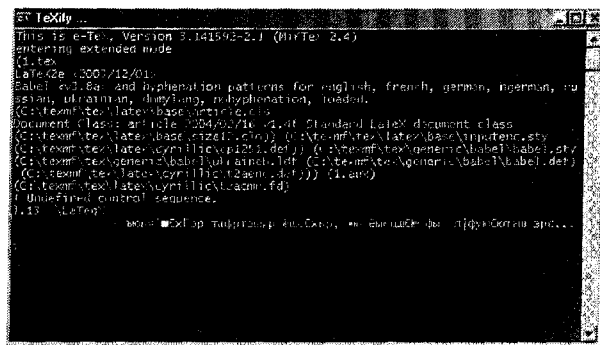 TeXify ...
This is e-TeX, Version 3.141592-2.1 (MiKTeX 2.4)
entering extended mode
(1.tex
LaTeX2e <2003/12/01>
Babel <v3.8a> and hyphenation patterns for english, french, german, ngerman, ru
ssian, ukrainian, dumylang, nohyphenation, loaded.
(C:\texmf\tex\latex\base\article.cls
Document Class: article 2004/02/16 v1.4f Standard LaTeX document class
(C:\texmf\tex\latex\base\size12.clo)) (C:\texmf\tex\latex\base\inputenc.sty
(C:\texmf\tex\latex\cyrillic\cp1251.def)) (C:\texmf\tex\generic\babel\babel.sty
(C:\texmf\tex\generic\babel\ukraineb.ldf (C:\texmf\tex\generic\babel\babel.def)
(C:\texmf\tex\latex\cyrillic\t2aenc.def))) (1.aux)
(C:\texmf\tex\latex\cyrillic\t2acmr.fd)
! Undefined control sequence.
l.13 \LaTeq